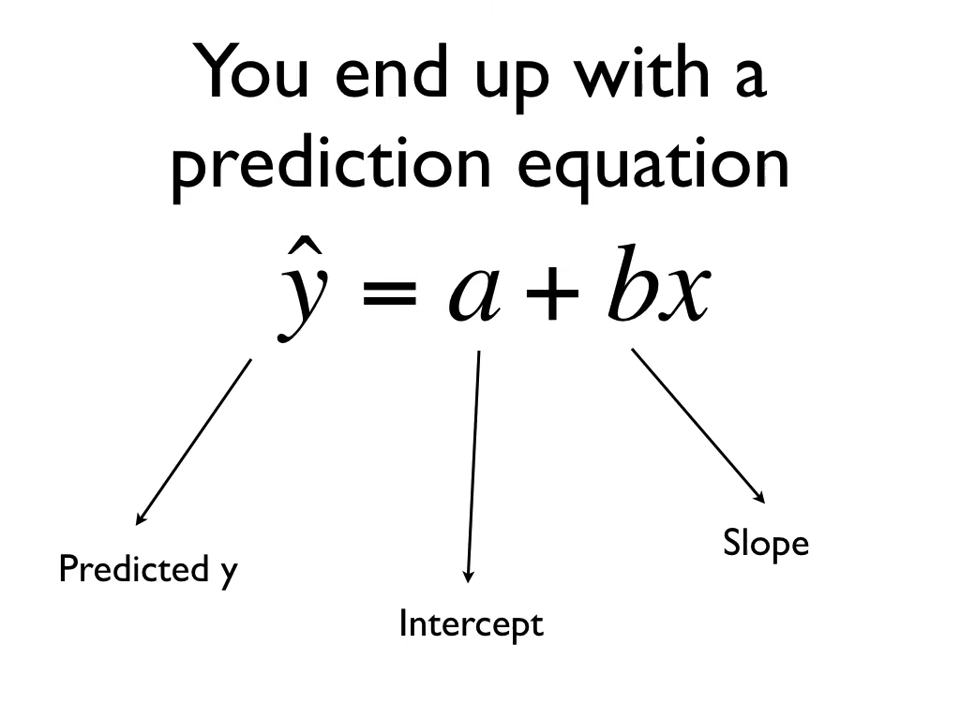 You end up with a
prediction equation
ŷ = a + bx
Predicted y
Intercept
Slope